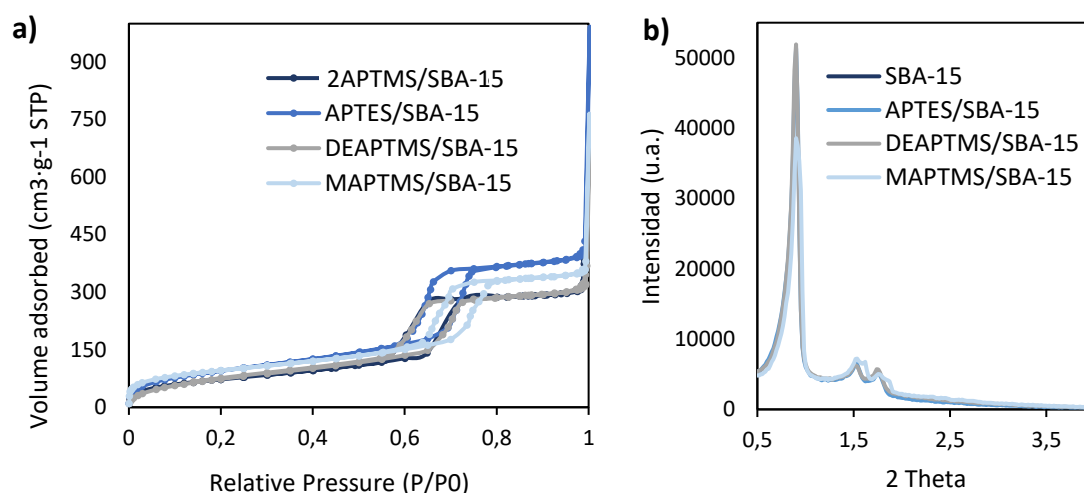 a)
Volume adsorbed (cm3·g-1 STP)
900
750
600
450
300
150
0
2APTMS/SBA-15
APTES/SBA-15
DEAPTMS/SBA-15
MAPTMS/SBA-15
0
0,2
0,4
0,6
0,8
1
Relative Pressure (P/P0)
b)
Intensidad (u.a.)
50000
40000
30000
20000
10000
0
SBA-15
APTES/SBA-15
DEAPTMS/SBA-15
MAPTMS/SBA-15
0,5
1,5
2,5
3,5
2 Theta